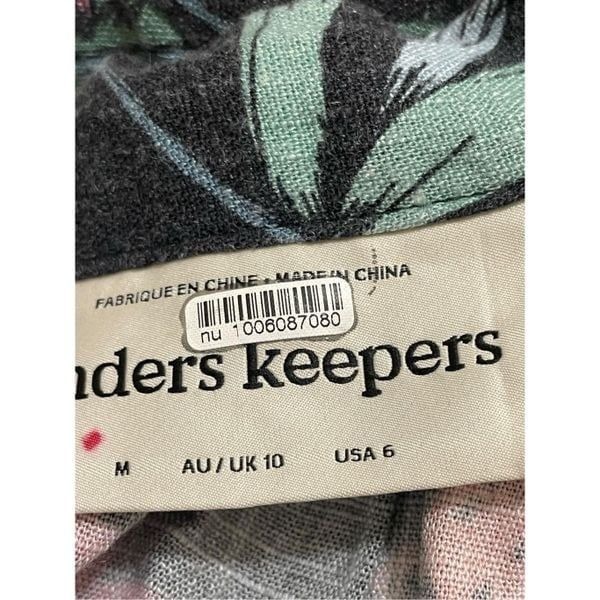 FABRIQUE EN CHINE • MADE IN CHINA
nu 1006087080
nders keepers
M AU / UK 10 USA 6